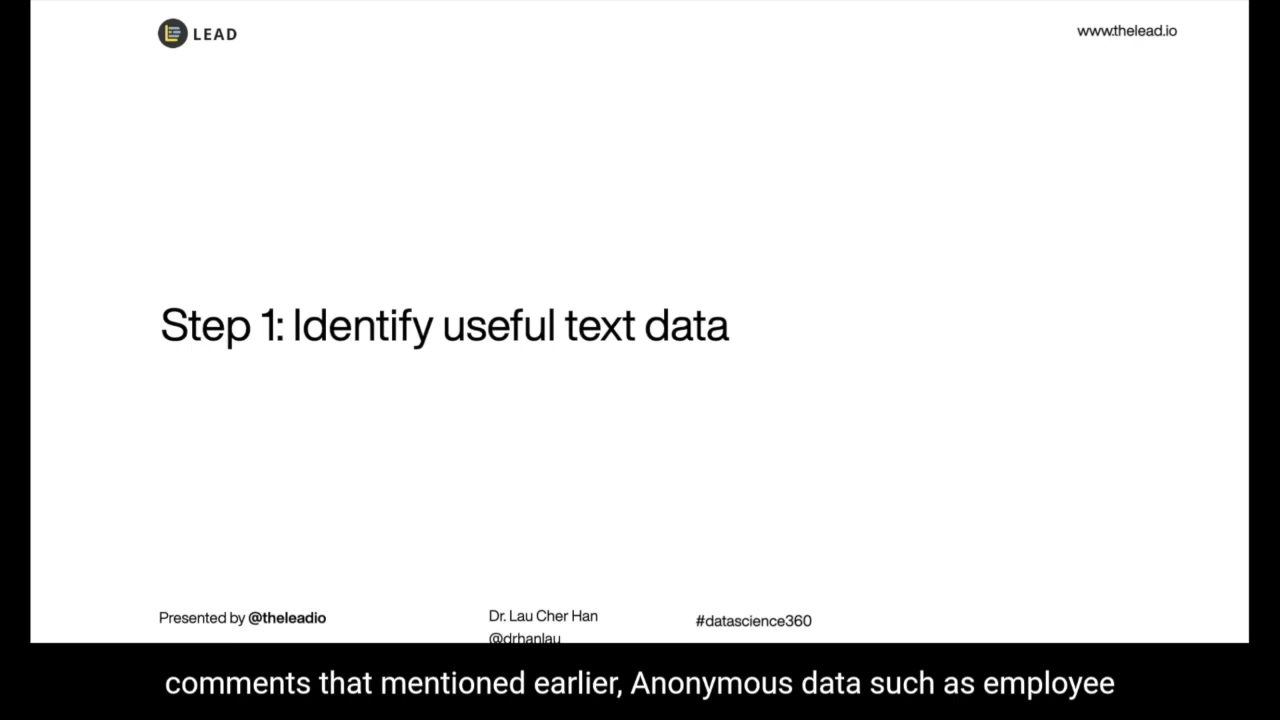 LEAD
www.thelead.io
Step 1: Identify useful text data
Presented by @theleadio
Dr. Lau Cher Han
@drhanlau
#datascience360
comments that mentioned earlier, Anonymous data such as employee